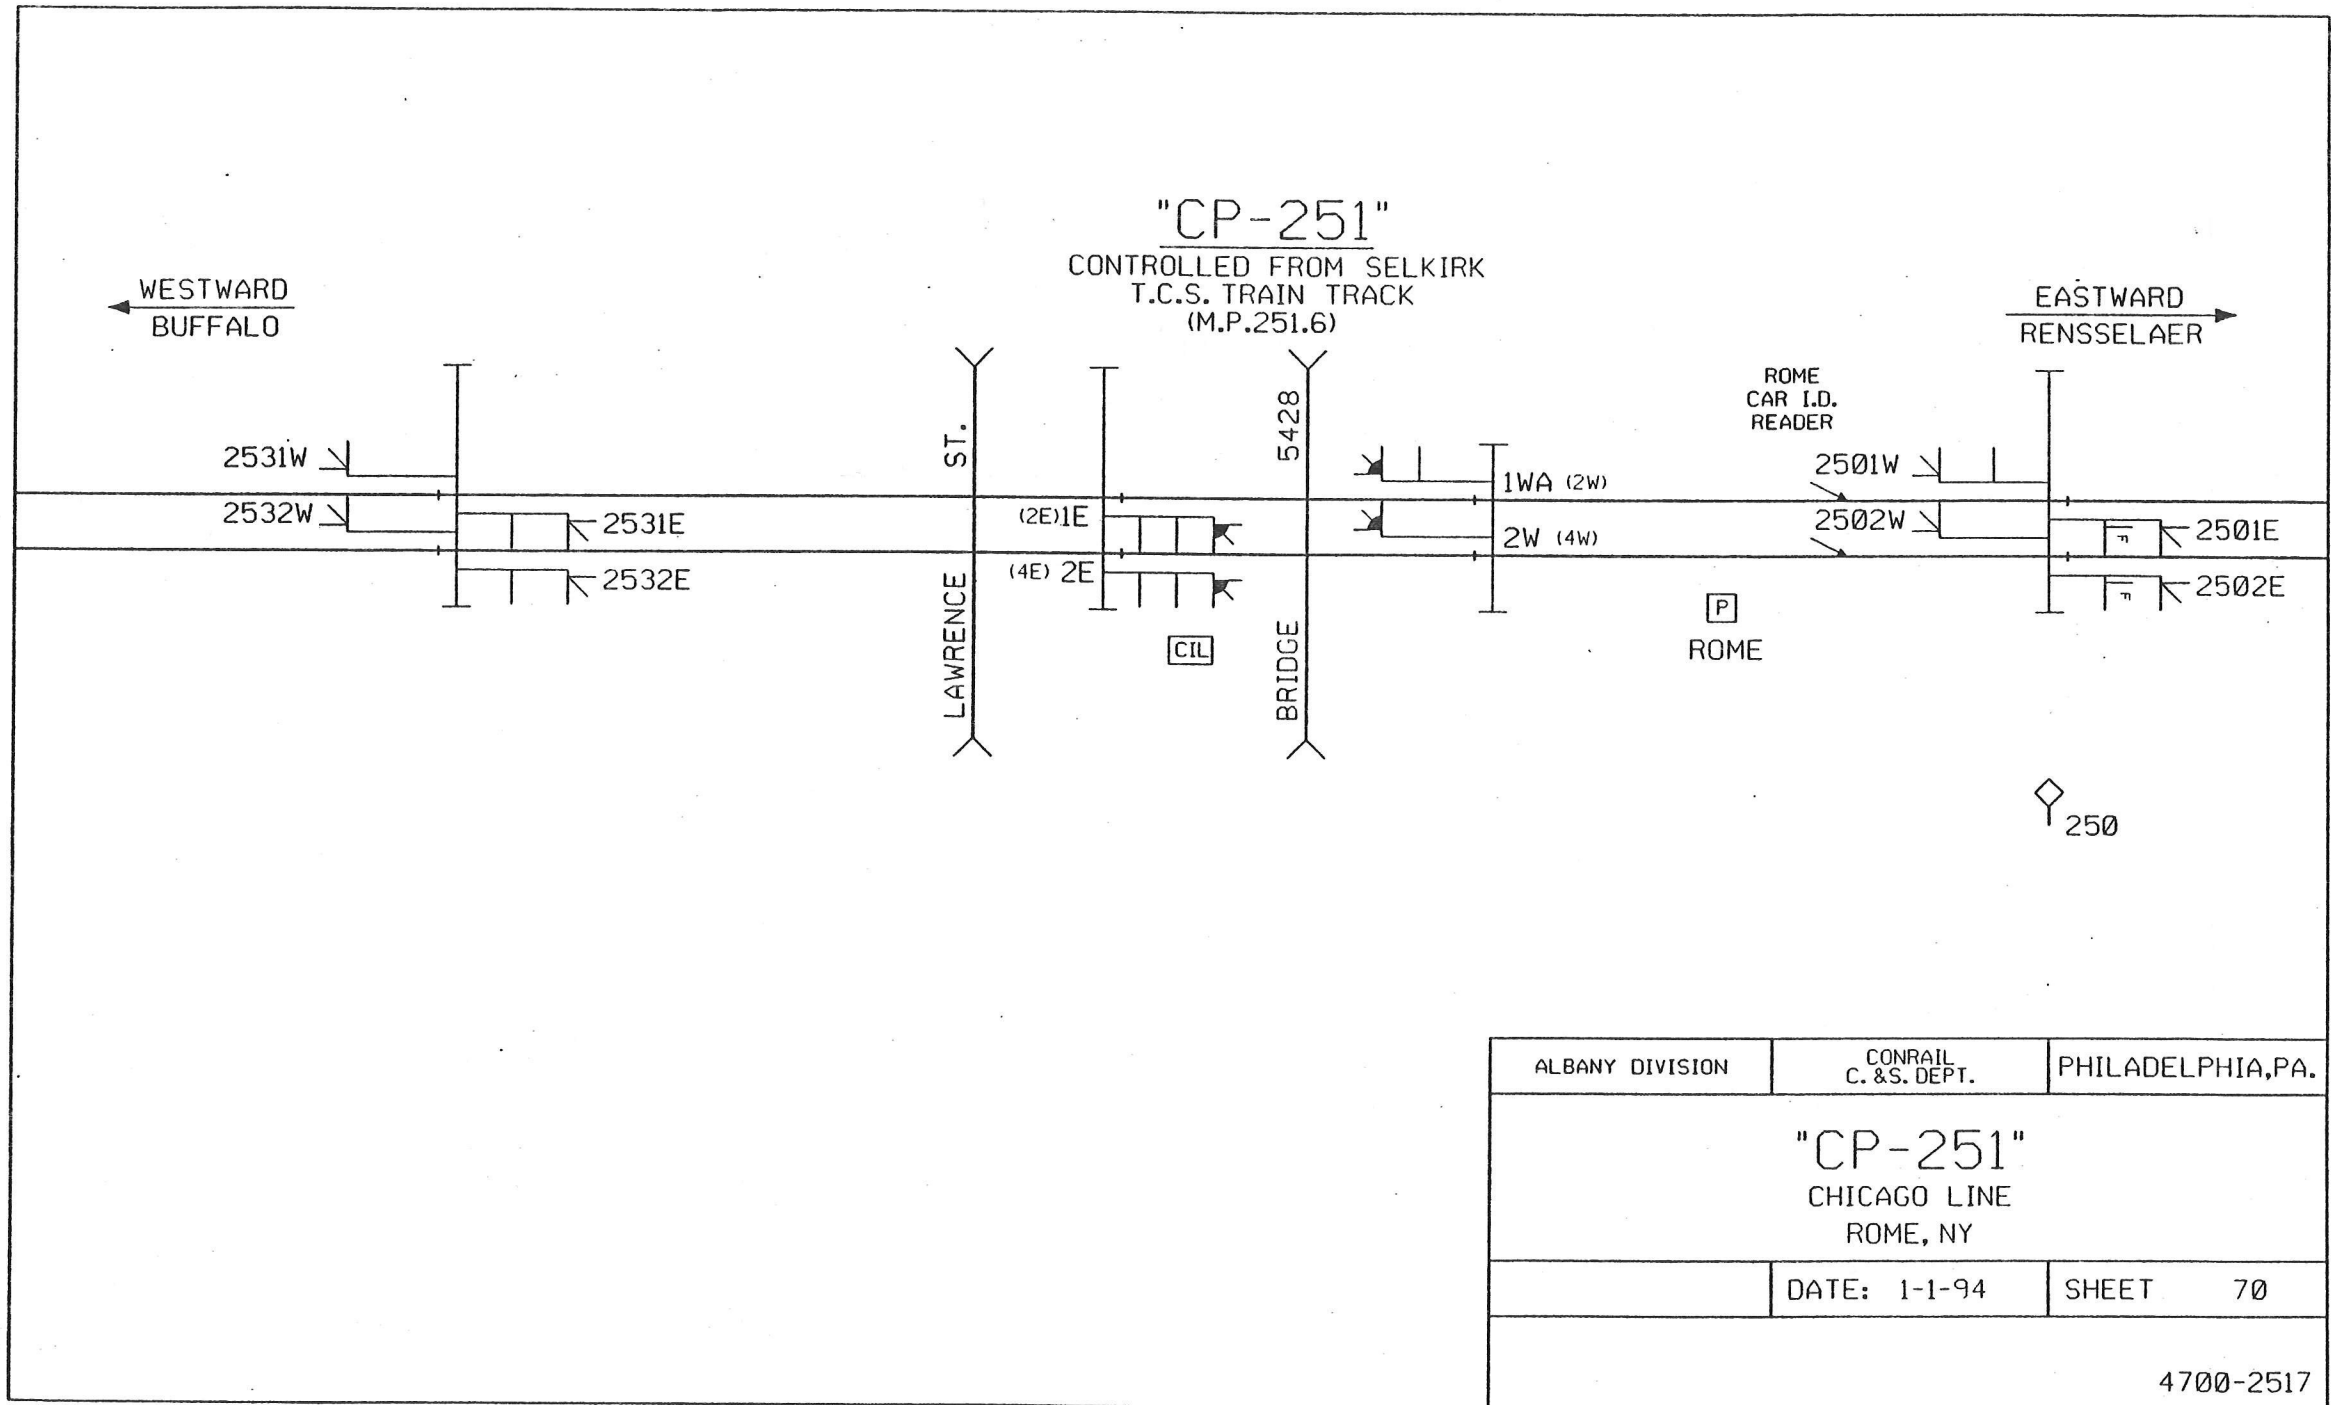 "CP-251"
CONTROLLED FROM SELKIRK
T.C.S. TRAIN TRACK
(M.P.251.6)
WESTWARD
BUFFALO
EASTWARD
RENSSELAER
ROME
CAR I.D.
READER
2531W
2532W
2531E
2532E
LAWRENCE ST.
(2E)1E
(4E) 2E
CIL
BRIDGE 5428
1WA (2W)
2W (4W)
P
ROME
2501W
2502W
F
2501E
F
2502E
250
ALBANY DIVISION
CONRAIL
C.&S. DEPT.
PHILADELPHIA,PA.
"CP-251"
CHICAGO LINE
ROME, NY
DATE: 1-1-94
SHEET 70
4700-2517